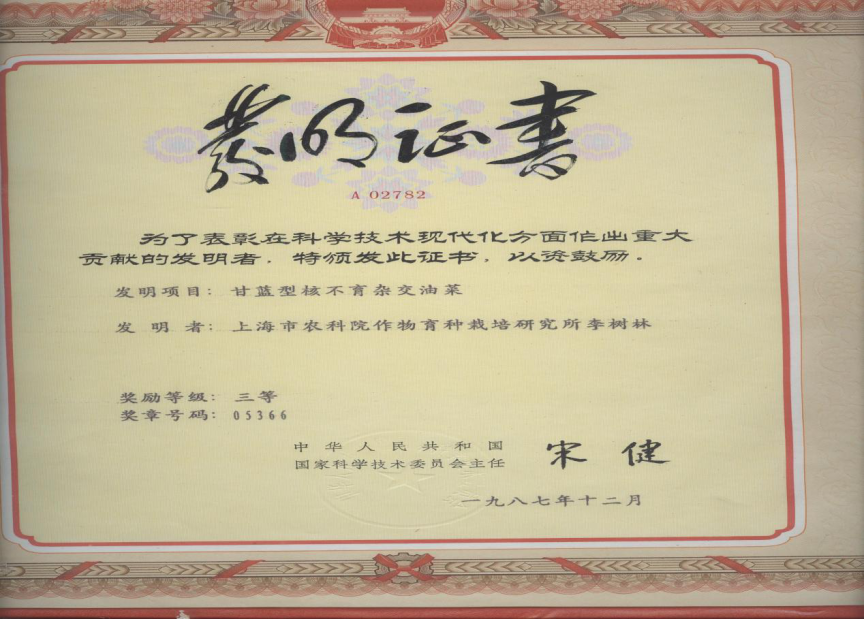 發明证書
A 02782
为了表彰在科学技术现代化方面作出重大
贡献的发明者，特颁发此证书，以资鼓励。
发明项目：甘蓝型核不育杂交油菜
发明者：上海市农科院作物育种栽培研究所李树林
奖励等级：三等
奖章号码：05366
中华人民共和国
国家科学技术委员会主任 宋健
一九八七年十二月